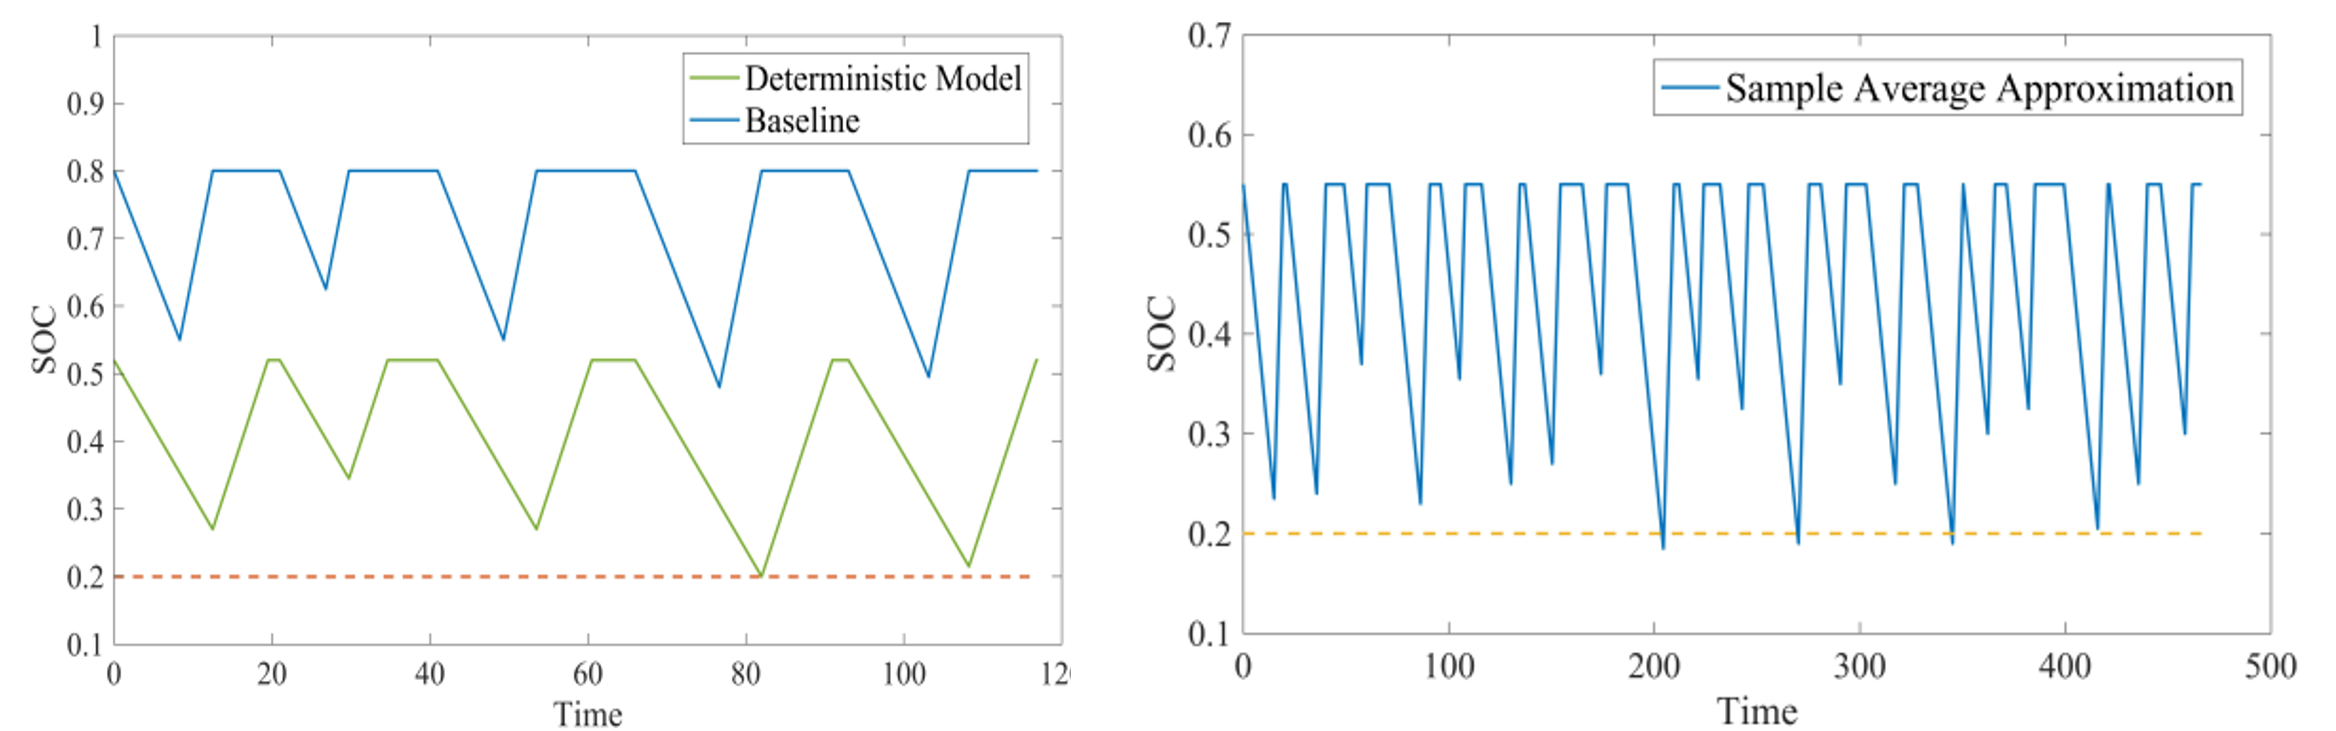 1
0.9
0.8
0.7
0.6
0.5
0.4
0.3
0.2
0.1
SOC
0 20 40 60 80 100 12
Time
Deterministic Model
Baseline
0.7
0.6
0.5
0.4
0.3
0.2
0.1
SOC
0 100 200 300 400 500
Time
Sample Average Approximation